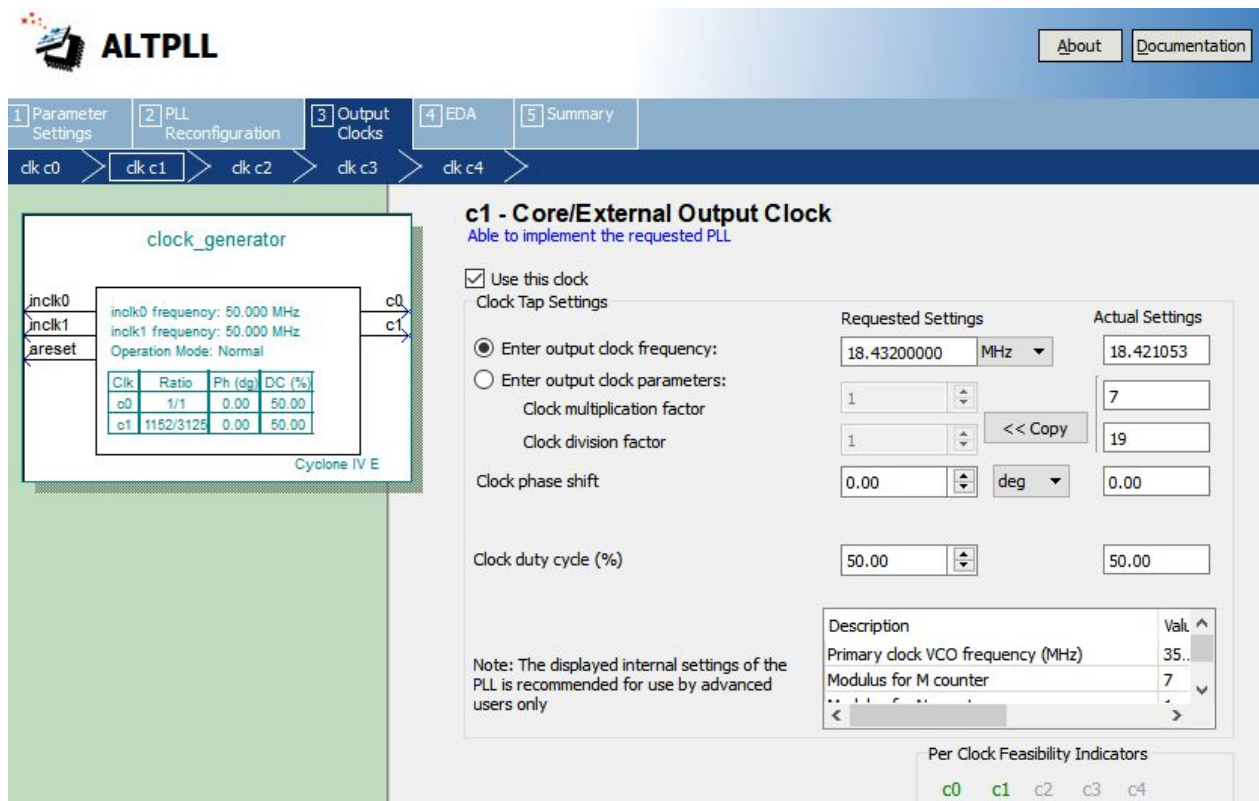 ALTPLL
About Documentation
1 Parameter Settings 2 PLL Reconfiguration 3 Output Clocks 4 EDA 5 Summary
clk c0 clk c1 clk c2 clk c3 clk c4
clock_generator
inclk0
inclk1
areset
c0
c1
inclk0 frequency: 50.000 MHz
inclk1 frequency: 50.000 MHz
Operation Mode: Normal
Clk Ratio Ph (dg) DC (%)
c0 1/1 0.00 50.00
c1 1152/3125 0.00 50.00
Cyclone IV E
c1 - Core/External Output Clock
Able to implement the requested PLL
Use this clock
Clock Tap Settings
Requested Settings Actual Settings
Enter output clock frequency: 18.43200000 MHz 18.421053
Enter output clock parameters:
Clock multiplication factor 1 7
<< Copy
Clock division factor 1 19
Clock phase shift 0.00 deg 0.00
Clock duty cycle (%) 50.00 50.00
Description Valu
Primary clock VCO frequency (MHz) 35..
Modulus for M counter 7
Note: The displayed internal settings of the
PLL is recommended for use by advanced
users only
Per Clock Feasibility Indicators
c0 c1 c2 c3 c4